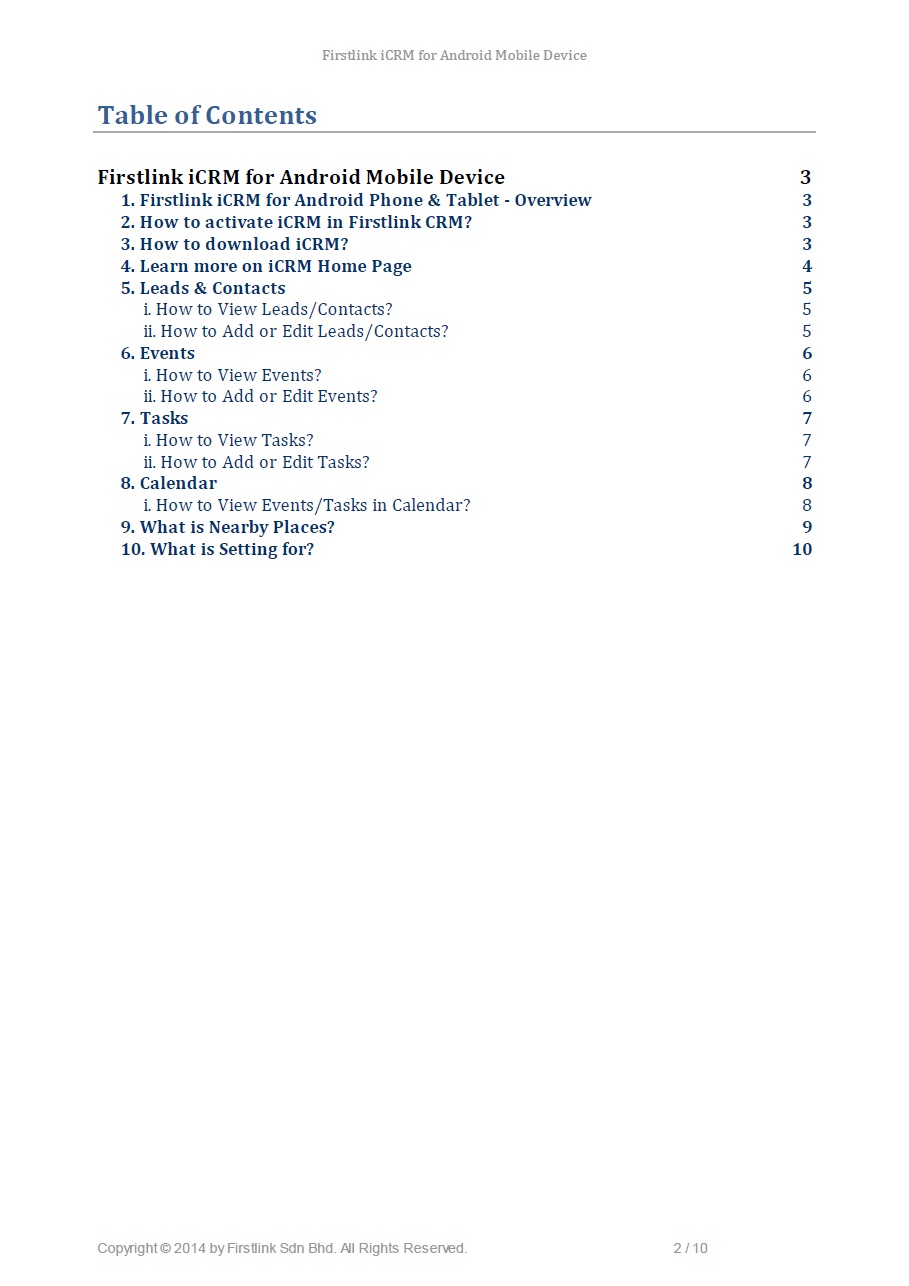 Firstlink iCRM for Android Mobile Device
Table of Contents
Firstlink iCRM for Android Mobile Device 3
1. Firstlink iCRM for Android Phone & Tablet - Overview 3
2. How to activate iCRM in Firstlink CRM? 3
3. How to download iCRM? 3
4. Learn more on iCRM Home Page 4
5. Leads & Contacts 5
i. How to View Leads/Contacts? 5
ii. How to Add or Edit Leads/Contacts? 5
6. Events 6
i. How to View Events? 6
ii. How to Add or Edit Events? 6
7. Tasks 7
i. How to View Tasks? 7
ii. How to Add or Edit Tasks? 7
8. Calendar 8
i. How to View Events/Tasks in Calendar? 8
9. What is Nearby Places? 9
10. What is Setting for? 10
Copyright © 2014 by Firstlink Sdn Bhd. All Rights Reserved. 2 / 10